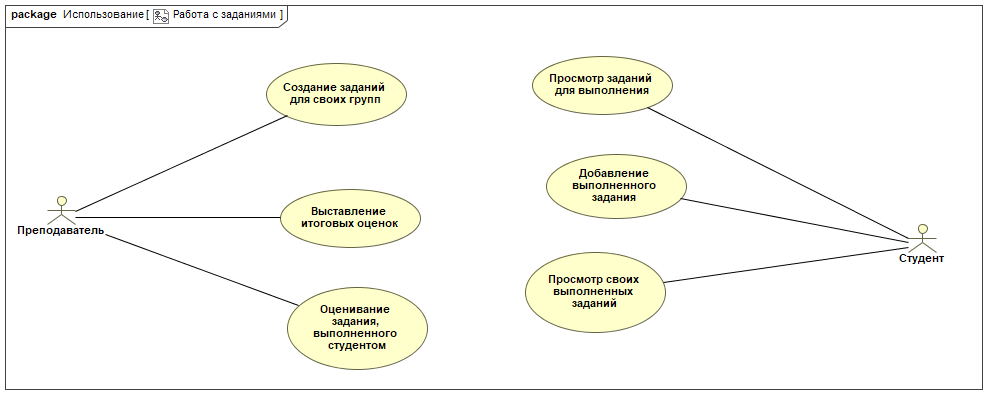 package Использование [ Работа с заданиями ]
Создание заданий
для своих групп
Выставление
итоговых оценок
Оценивание
задания,
выполненного
студентом
Преподаватель
Просмотр заданий
для выполнения
Добавление
выполненного
задания
Просмотр своих
выполненных
заданий
Студент